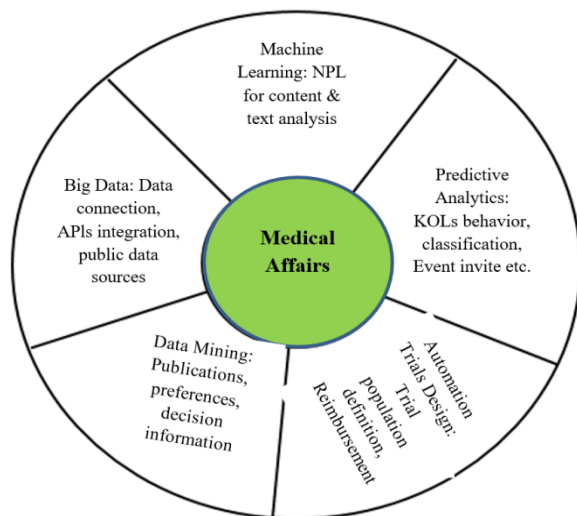 Machine
Learning: NPL
for content &
text analysis
Predictive
Analytics:
KOLs behavior,
classification,
Event invite etc.
Big Data: Data
connection,
APIs integration,
public data
sources
Medical
Affairs
Data Mining:
Publications,
preferences,
decision
information
Automation
Trials Design:
Trial
population
definition,
Reimbursement